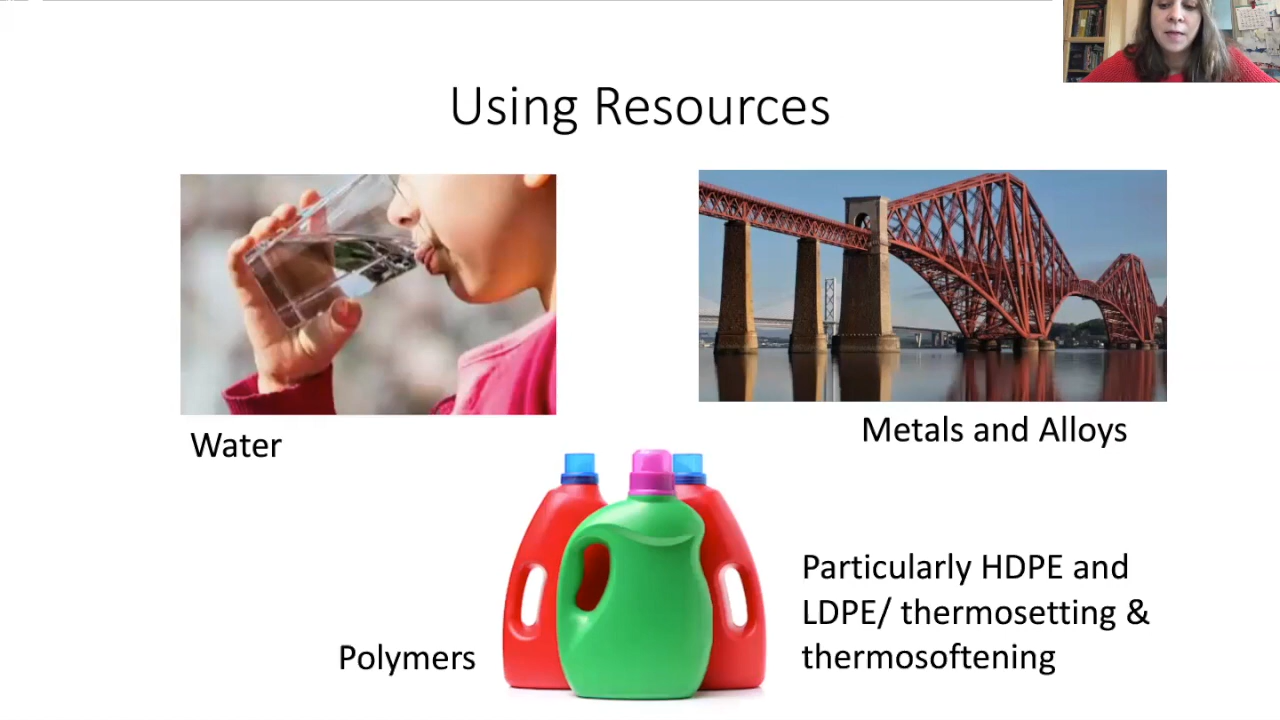 Using Resources
Water
Metals and Alloys
Polymers
Particularly HDPE and
LDPE/ thermosetting &
thermosoftening